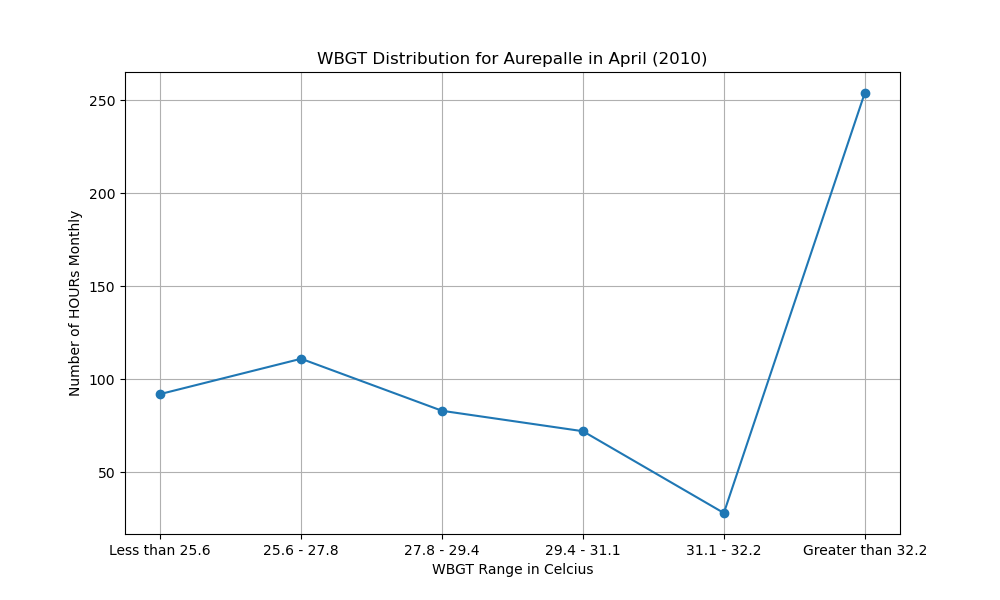 WBGT Distribution for Aurepalle in April (2010)
Number of HOURs Monthly
250
200
150
100
50
Less than 25.6
25.6 - 27.8
27.8 - 29.4
29.4 - 31.1
31.1 - 32.2
Greater than 32.2
WBGT Range in Celcius